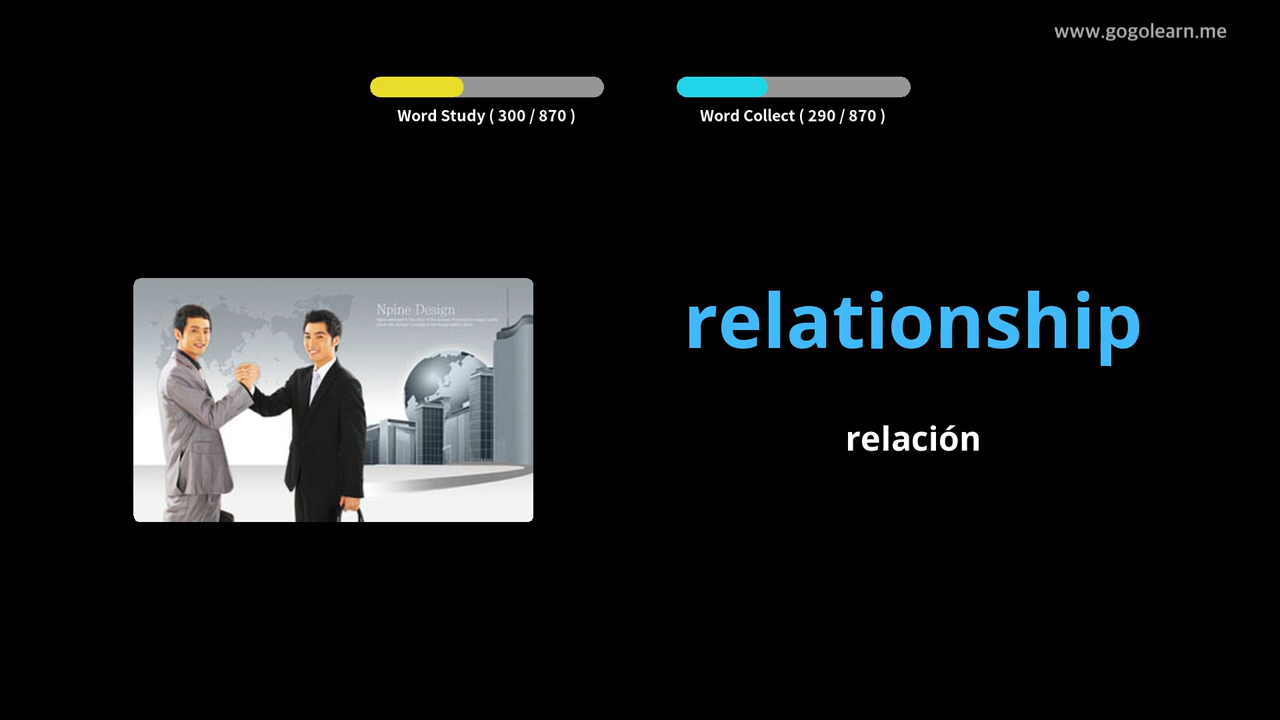 www.gogolearn.me
Word Study ( 300 / 870 )
Word Collect ( 290 / 870 )
Npine Design
relationship
relación